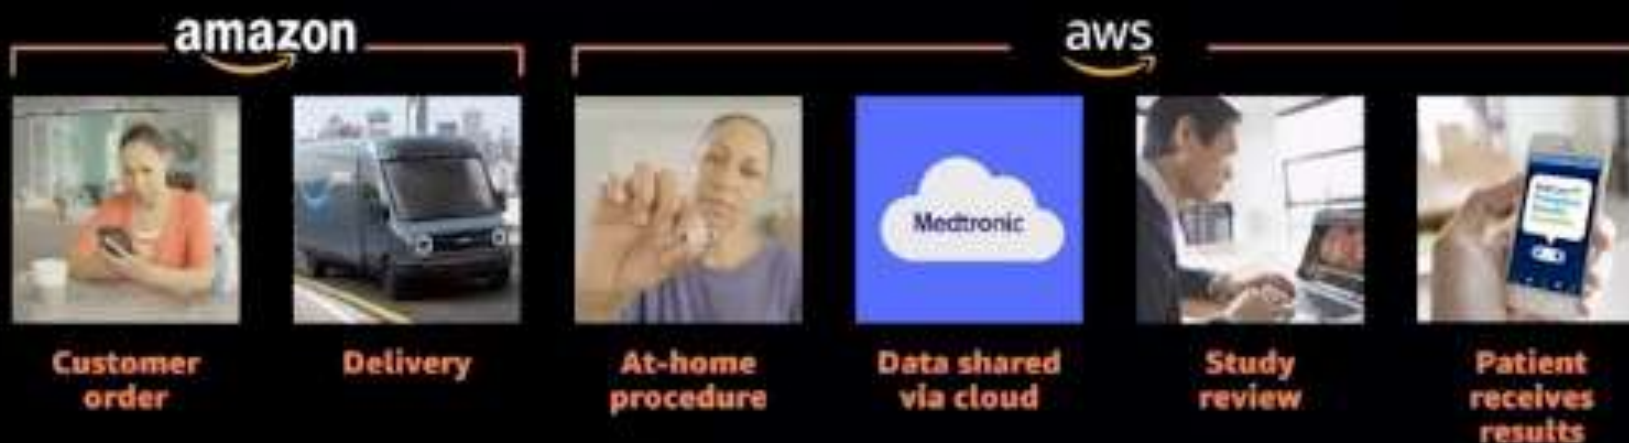 amazon
aws
Medtronic
Customer
order
Delivery
At-home
procedure
Data shared
via cloud
Study
review
Patient
receives
results